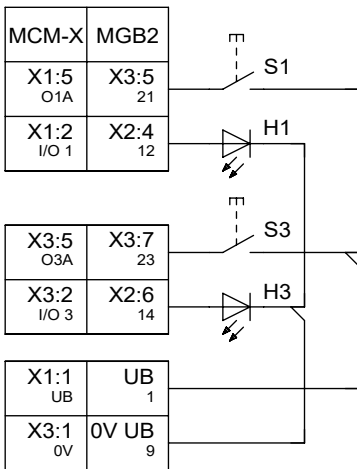 MCM-X MGB2
X1:5 X3:5 S1
O1A 21
X1:2 X2:4 H1
I/O 1 12
X3:5 X3:7 S3
O3A 23
X3:2 X2:6 H3
I/O 3 14
X1:1 UB
UB 1
X3:1 0V UB
0V 9